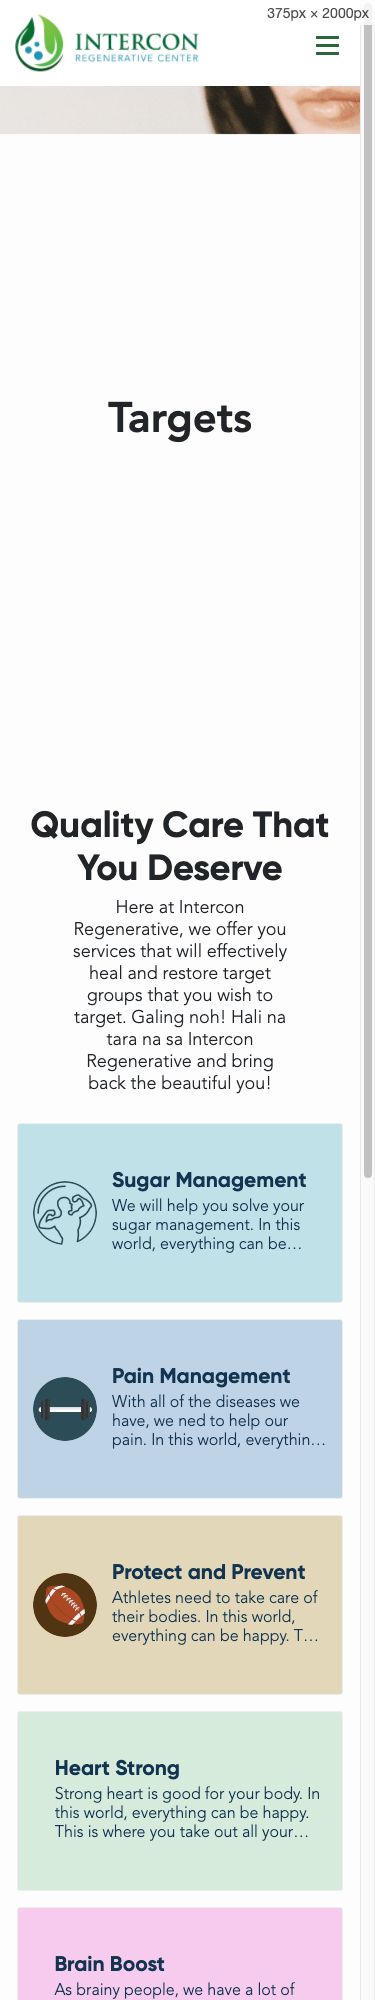 375px × 2000px
INTERCON
REGENERATIVE CENTER
Targets
Quality Care That
You Deserve
Here at Intercon
Regenerative, we offer you
services that will effectively
heal and restore target
groups that you wish to
target. Galing noh! Hali na
tara na sa Intercon
Regenerative and bring
back the beautiful you!
Sugar Management
We will help you solve your
sugar management. In this
world, everything can be…
Pain Management
With all of the diseases we
have, we ned to help our
pain. In this world, everythin…
Protect and Prevent
Athletes need to take care of
their bodies. In this world,
everything can be happy. T…
Heart Strong
Strong heart is good for your body. In
this world, everything can be happy.
This is where you take out all your…
Brain Boost
As brainy people, we have a lot of